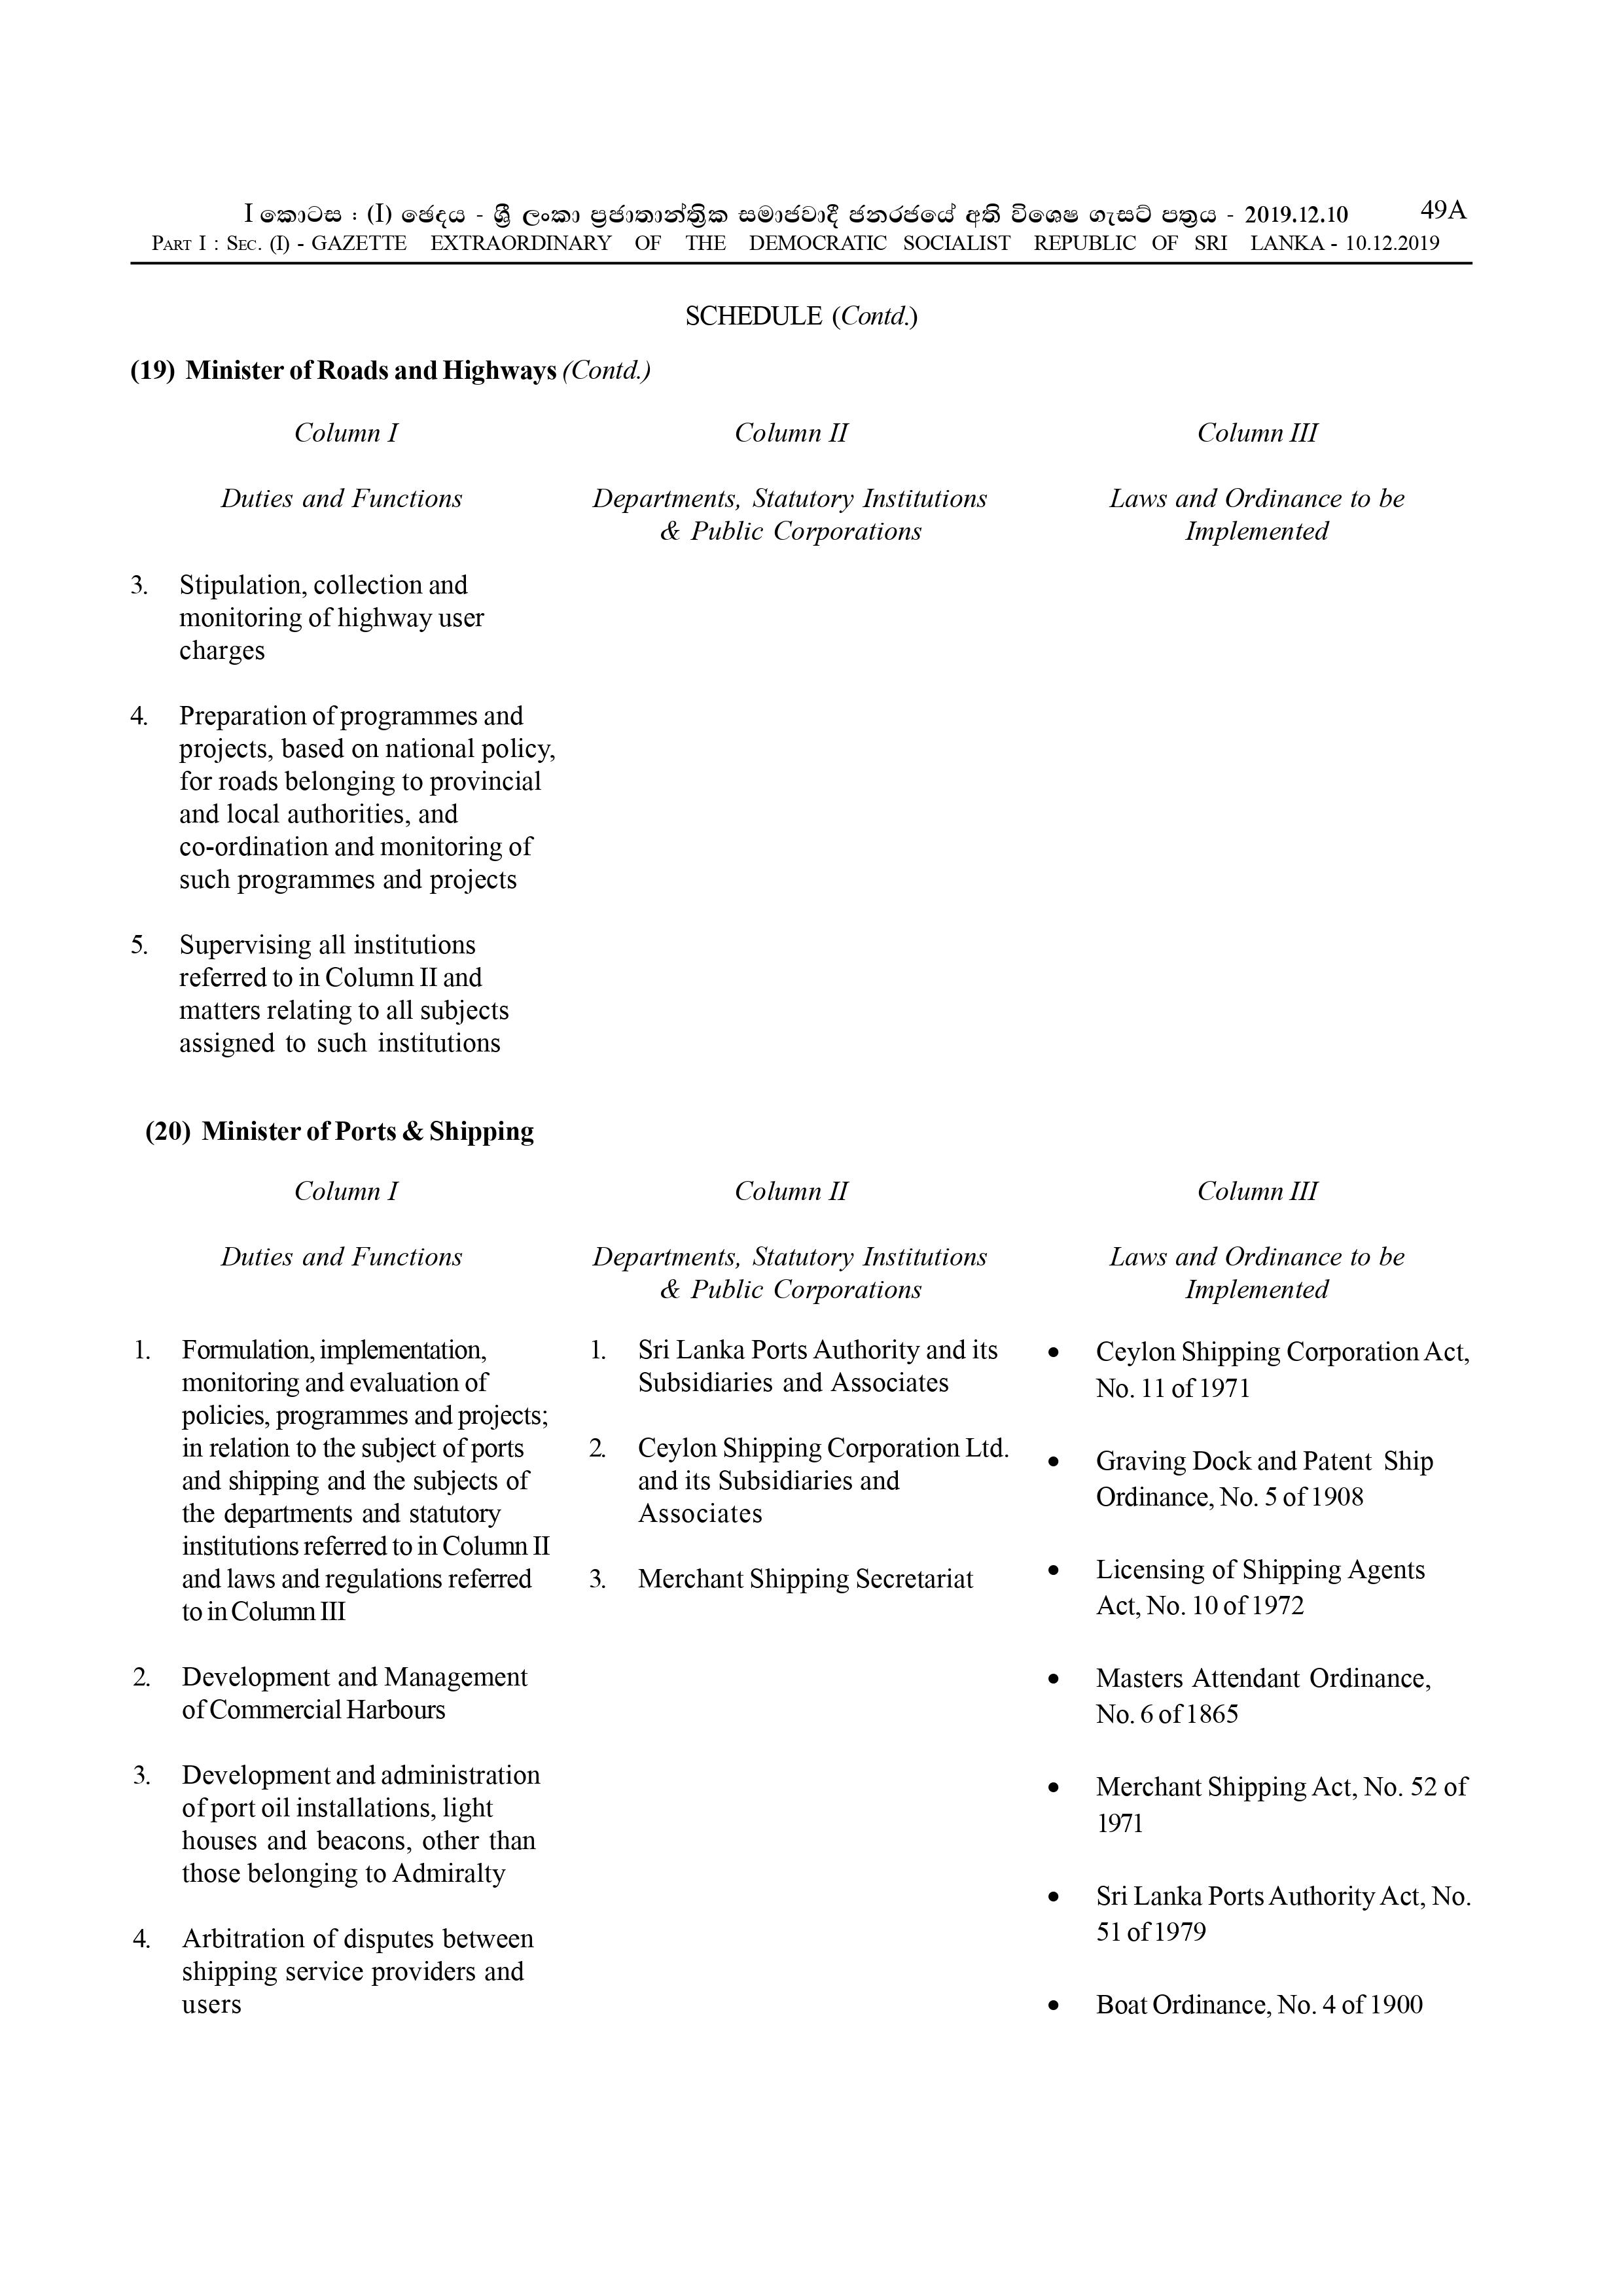 I කොටස : (I) ඡෙදය - ශ්‍රී ලංකා ප්‍රජාතාන්ත්‍රික සමාජවාදී ජනරජයේ අති විශෙෂ ගැසට් පත්‍රය - 2019.12.10 49A
PART I : SEC. (I) - GAZETTE EXTRAORDINARY OF THE DEMOCRATIC SOCIALIST REPUBLIC OF SRI LANKA - 10.12.2019
SCHEDULE (Contd.)
(19) Minister of Roads and Highways (Contd.)
Column I
Duties and Functions
Column II
Departments, Statutory Institutions
& Public Corporations
Column III
Laws and Ordinance to be
Implemented
3. Stipulation, collection and
monitoring of highway user
charges
4. Preparation of programmes and
projects, based on national policy,
for roads belonging to provincial
and local authorities, and
co-ordination and monitoring of
such programmes and projects
5. Supervising all institutions
referred to in Column II and
matters relating to all subjects
assigned to such institutions
(20) Minister of Ports & Shipping
Column I
Duties and Functions
Column II
Departments, Statutory Institutions
& Public Corporations
Column III
Laws and Ordinance to be
Implemented
1. Formulation, implementation,
monitoring and evaluation of
policies, programmes and projects;
in relation to the subject of ports
and shipping and the subjects of
the departments and statutory
institutions referred to in Column II
and laws and regulations referred
to in Column III
2. Development and Management
of Commercial Harbours
3. Development and administration
of port oil installations, light
houses and beacons, other than
those belonging to Admiralty
4. Arbitration of disputes between
shipping service providers and
users
1. Sri Lanka Ports Authority and its
Subsidiaries and Associates
2. Ceylon Shipping Corporation Ltd.
and its Subsidiaries and
Associates
3. Merchant Shipping Secretariat
• Ceylon Shipping Corporation Act,
No. 11 of 1971
• Graving Dock and Patent Ship
Ordinance, No. 5 of 1908
• Licensing of Shipping Agents
Act, No. 10 of 1972
• Masters Attendant Ordinance,
No. 6 of 1865
• Merchant Shipping Act, No. 52 of
1971
• Sri Lanka Ports Authority Act, No.
51 of 1979
• Boat Ordinance, No. 4 of 1900